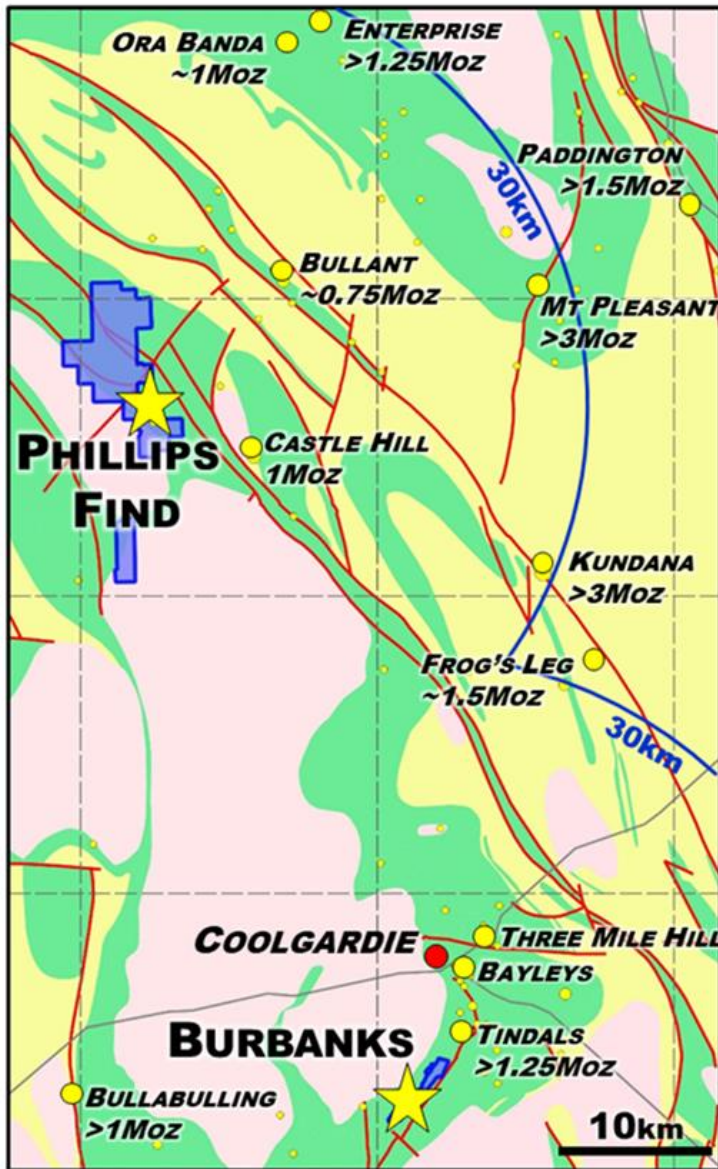 ORA BANDA
~1MOZ
ENTERPRISE
>1.25MOZ
PADDINGTON
>1.5MOZ
30km
BULLANT
~0.75MOZ
MT PLEASANT
>3MOZ
PHILLIPS
FIND
CASTLE HILL
1MOZ
KUNDANA
>3MOZ
FROG'S LEG
~1.5MOZ
30km
COOLGARDIE
THREE MILE HILL
BAYLEYS
BURBANKS
TINDALS
>1.25MOZ
BULLABULLING
>1MOZ
10km